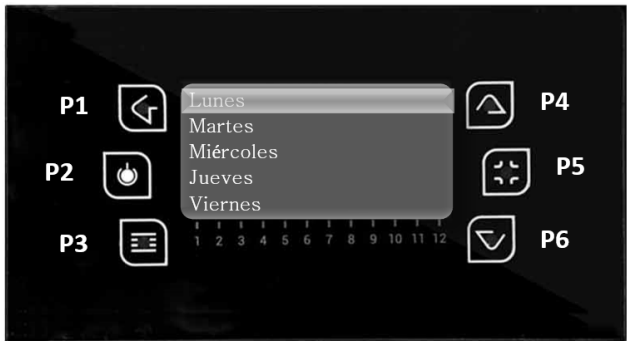 P1
P4
Lunes
Martes
Miércoles
P2
P5
Jueves
Viernes
P3
1 2 3 4 5 6 7 8 9 10 11 12
P6